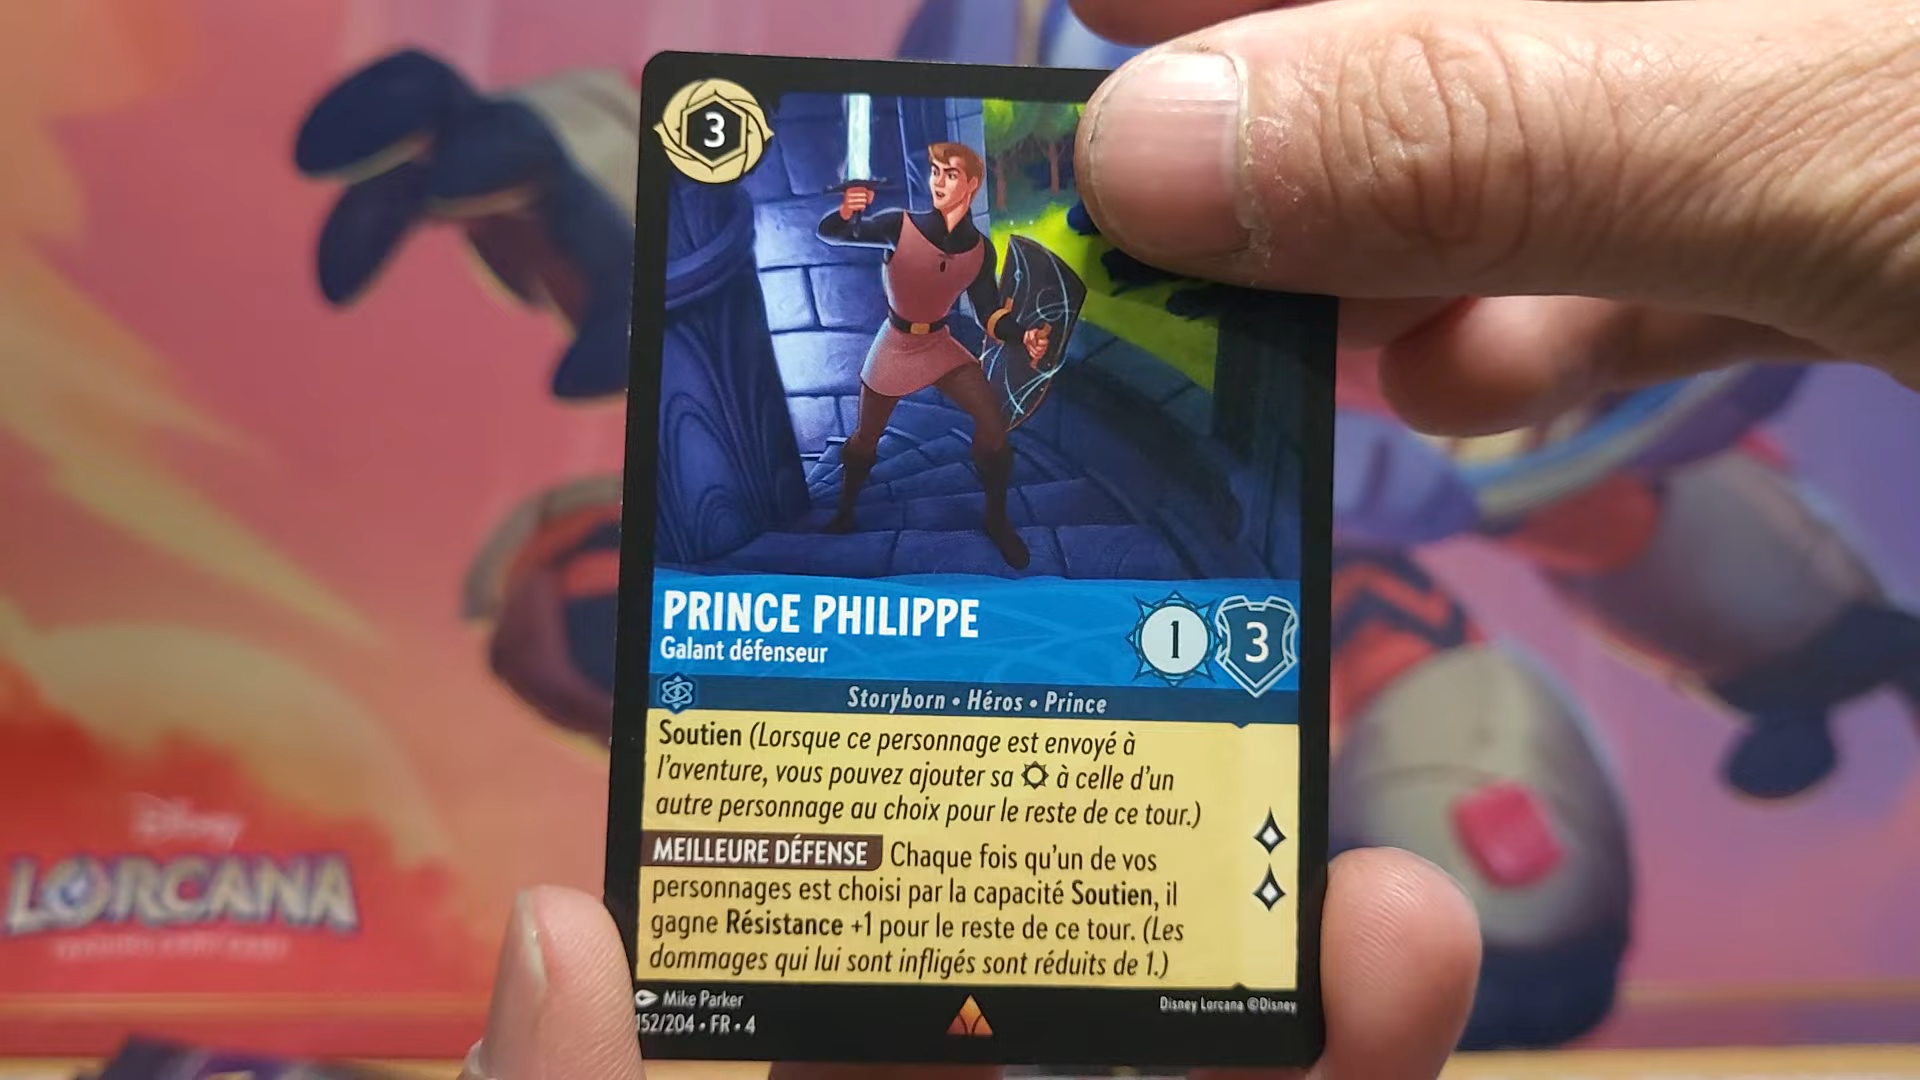 3
PRINCE PHILIPPE
Galant défenseur
1 3
Storyborn • Héros • Prince
Soutien (Lorsque ce personnage est envoyé à
l'aventure, vous pouvez ajouter sa à celle d'un
autre personnage au choix pour le reste de ce tour.)
MEILLEURE DÉFENSE Chaque fois qu'un de vos
personnages est choisi par la capacité Soutien, il
gagne Résistance +1 pour le reste de ce tour. (Les
dommages qui lui sont infligés sont réduits de 1.)
Mike Parker
152/204 • FR • 4
Disney Lorcana ©Disney
Disney
LORCANA